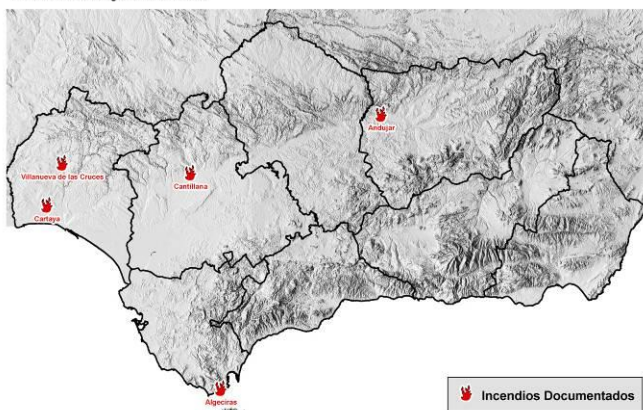 Andujar
Villanueva de las Cruces
Cantillana
Cartaya
Algeciras
Incendios Documentados